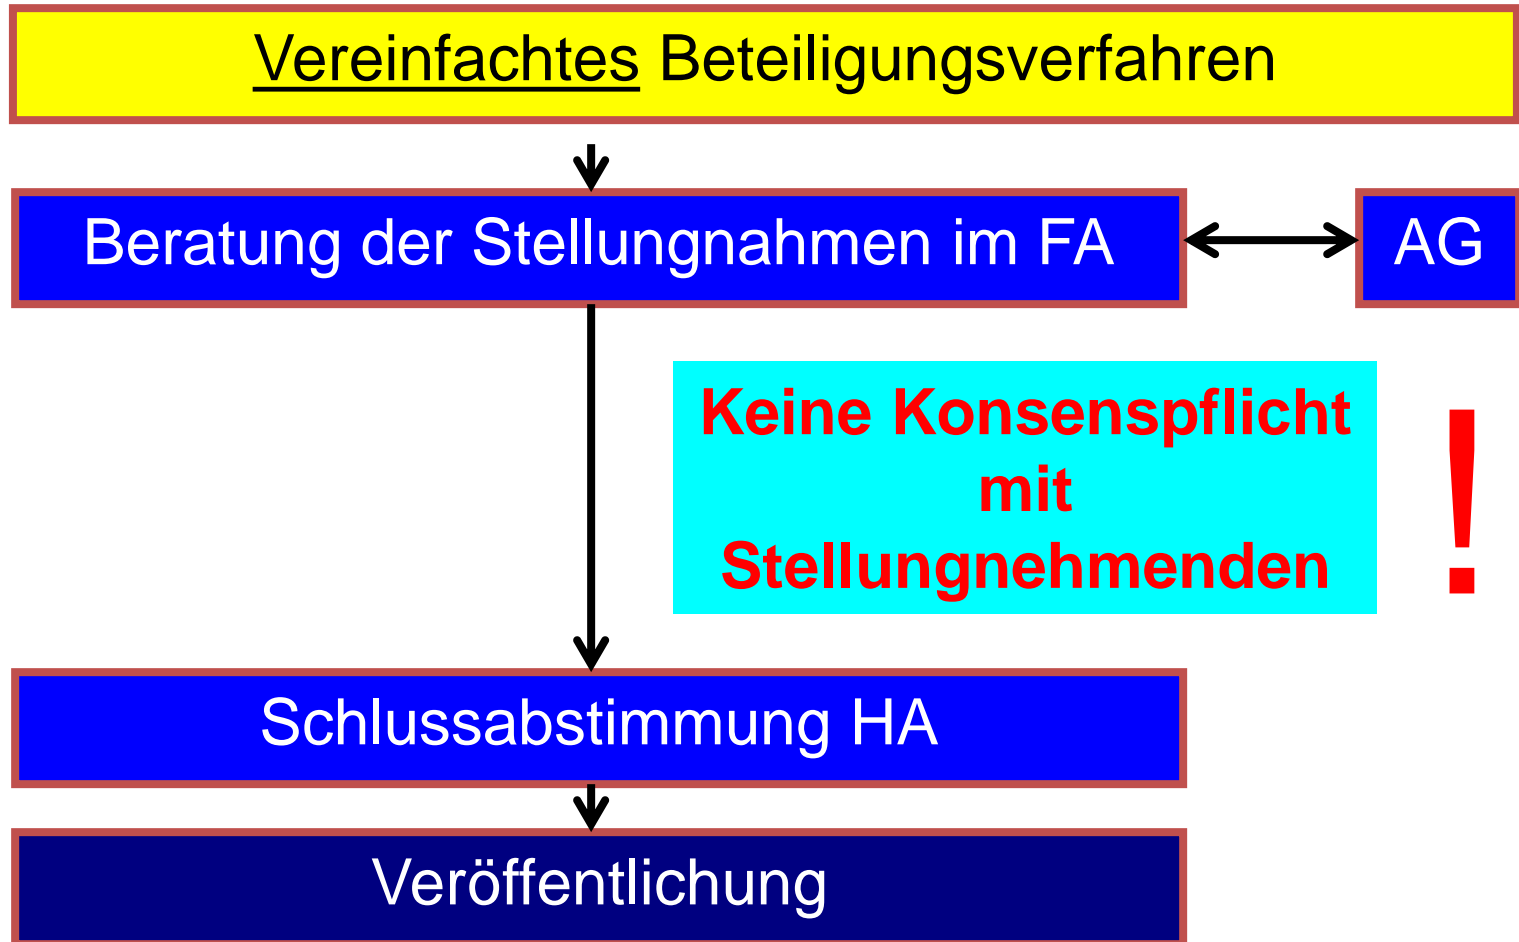 Vereinfachtes Beteiligungsverfahren
Beratung der Stellungnahmen im FA
AG
Keine Konsenspflicht
mit
Stellungnehmenden
!
Schlussabstimmung HA
Veröffentlichung